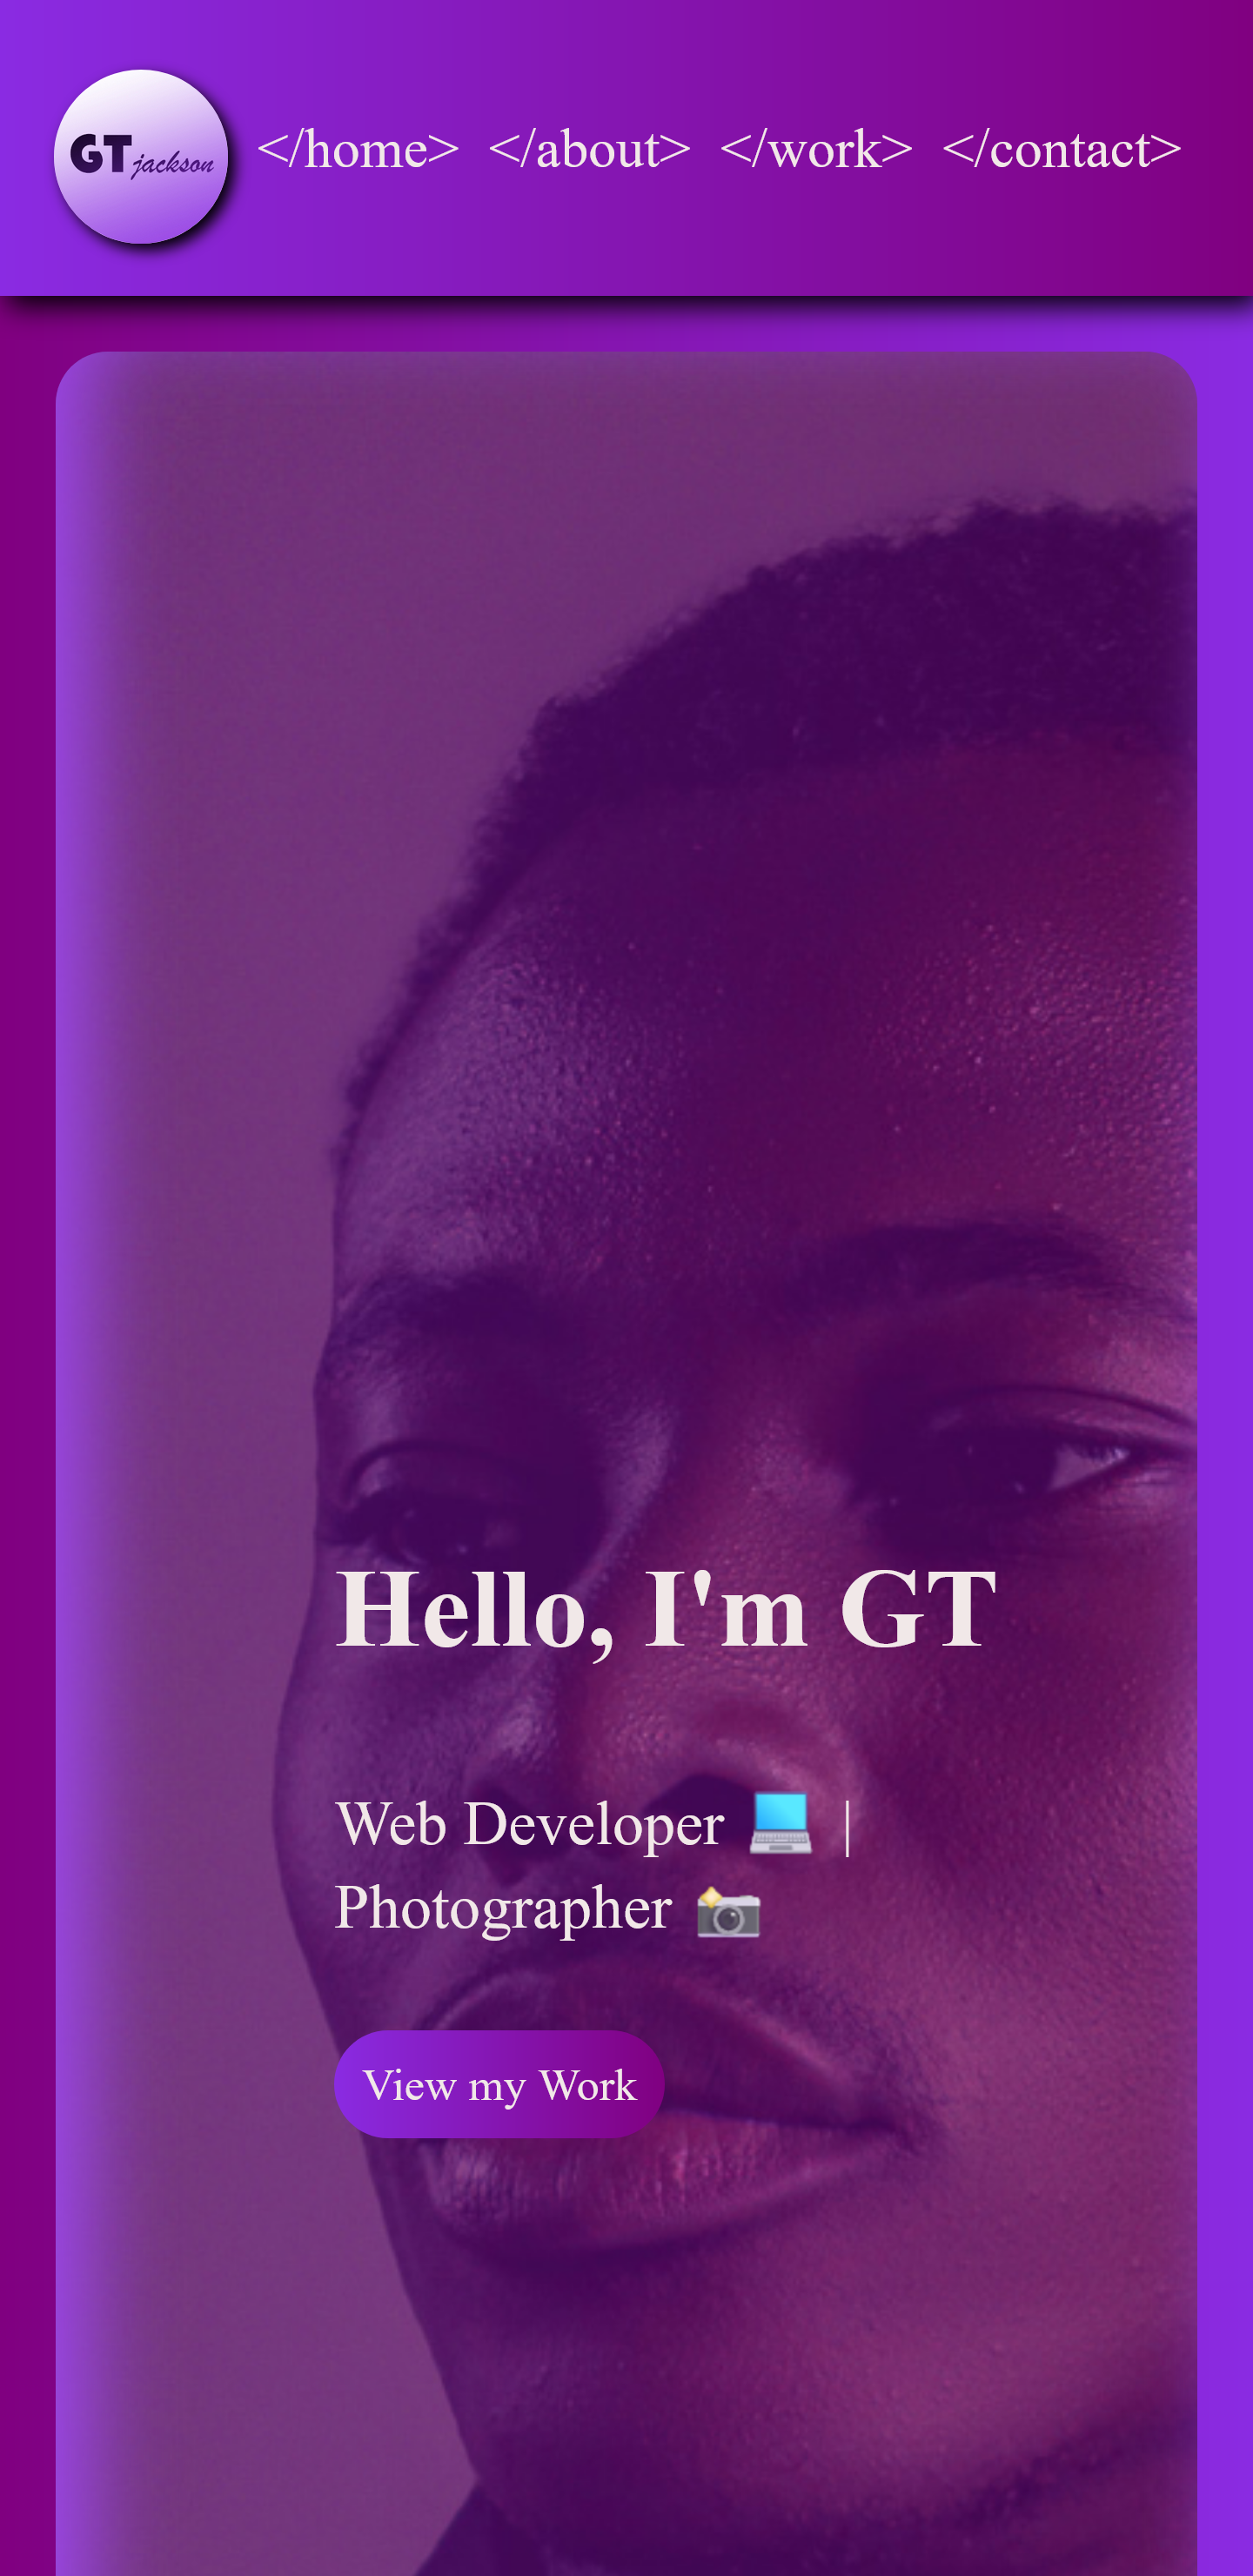 GT jackson
</home> </about> </work> </contact>
Hello, I'm GT
Web Developer 💻 |
Photographer 📸
View my Work